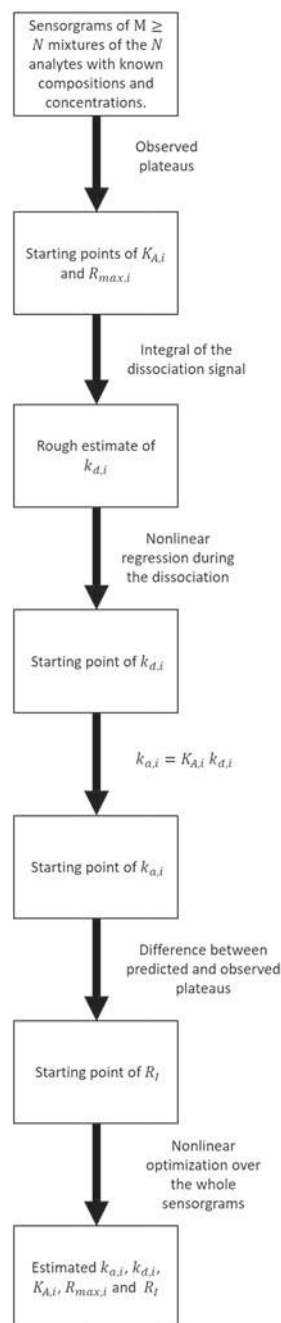 Sensorgrams of M ≥
N mixtures of the N
analytes with known
compositions and
concentrations.
Observed
plateaus
Starting points of K_{A,i}
and R_{max,i}
Integral of the
dissociation signal
Rough estimate of
k_{d,i}
Nonlinear
regression during
the dissociation
Starting point of k_{d,i}
k_{a,i} = K_{A,i} k_{d,i}
Starting point of k_{a,i}
Difference between
predicted and observed
plateaus
Starting point of R_I
Nonlinear
optimization over
the whole
sensorgrams
Estimated k_{a,i}, k_{d,i},
K_{A,i}, R_{max,i} and R_I